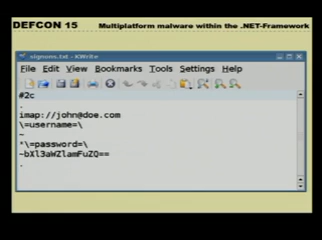 DEFCON 15 Multiplatform malware within the .NET-Framework
signons.txt - KWrite
File Edit View Bookmarks Tools Settings Help
#2c
.
imap://john@doe.com
\=username=\
~
*\=password=\
~bXl3aWZlamFuZQ==
.